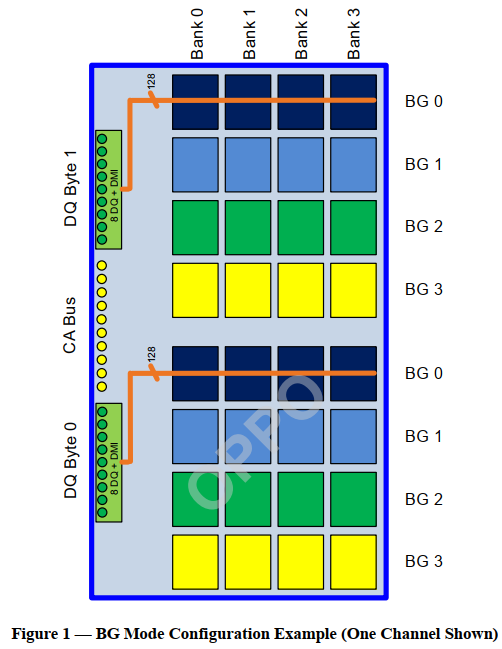 Bank 0
Bank 1
Bank 2
Bank 3
128
BG 0
DQ Byte 1
8 DQ + DMI
BG 1
BG 2
BG 3
CA Bus
128
BG 0
DQ Byte 0
8 DQ + DMI
BG 1
OPPO
BG 2
BG 3
Figure 1 — BG Mode Configuration Example (One Channel Shown)